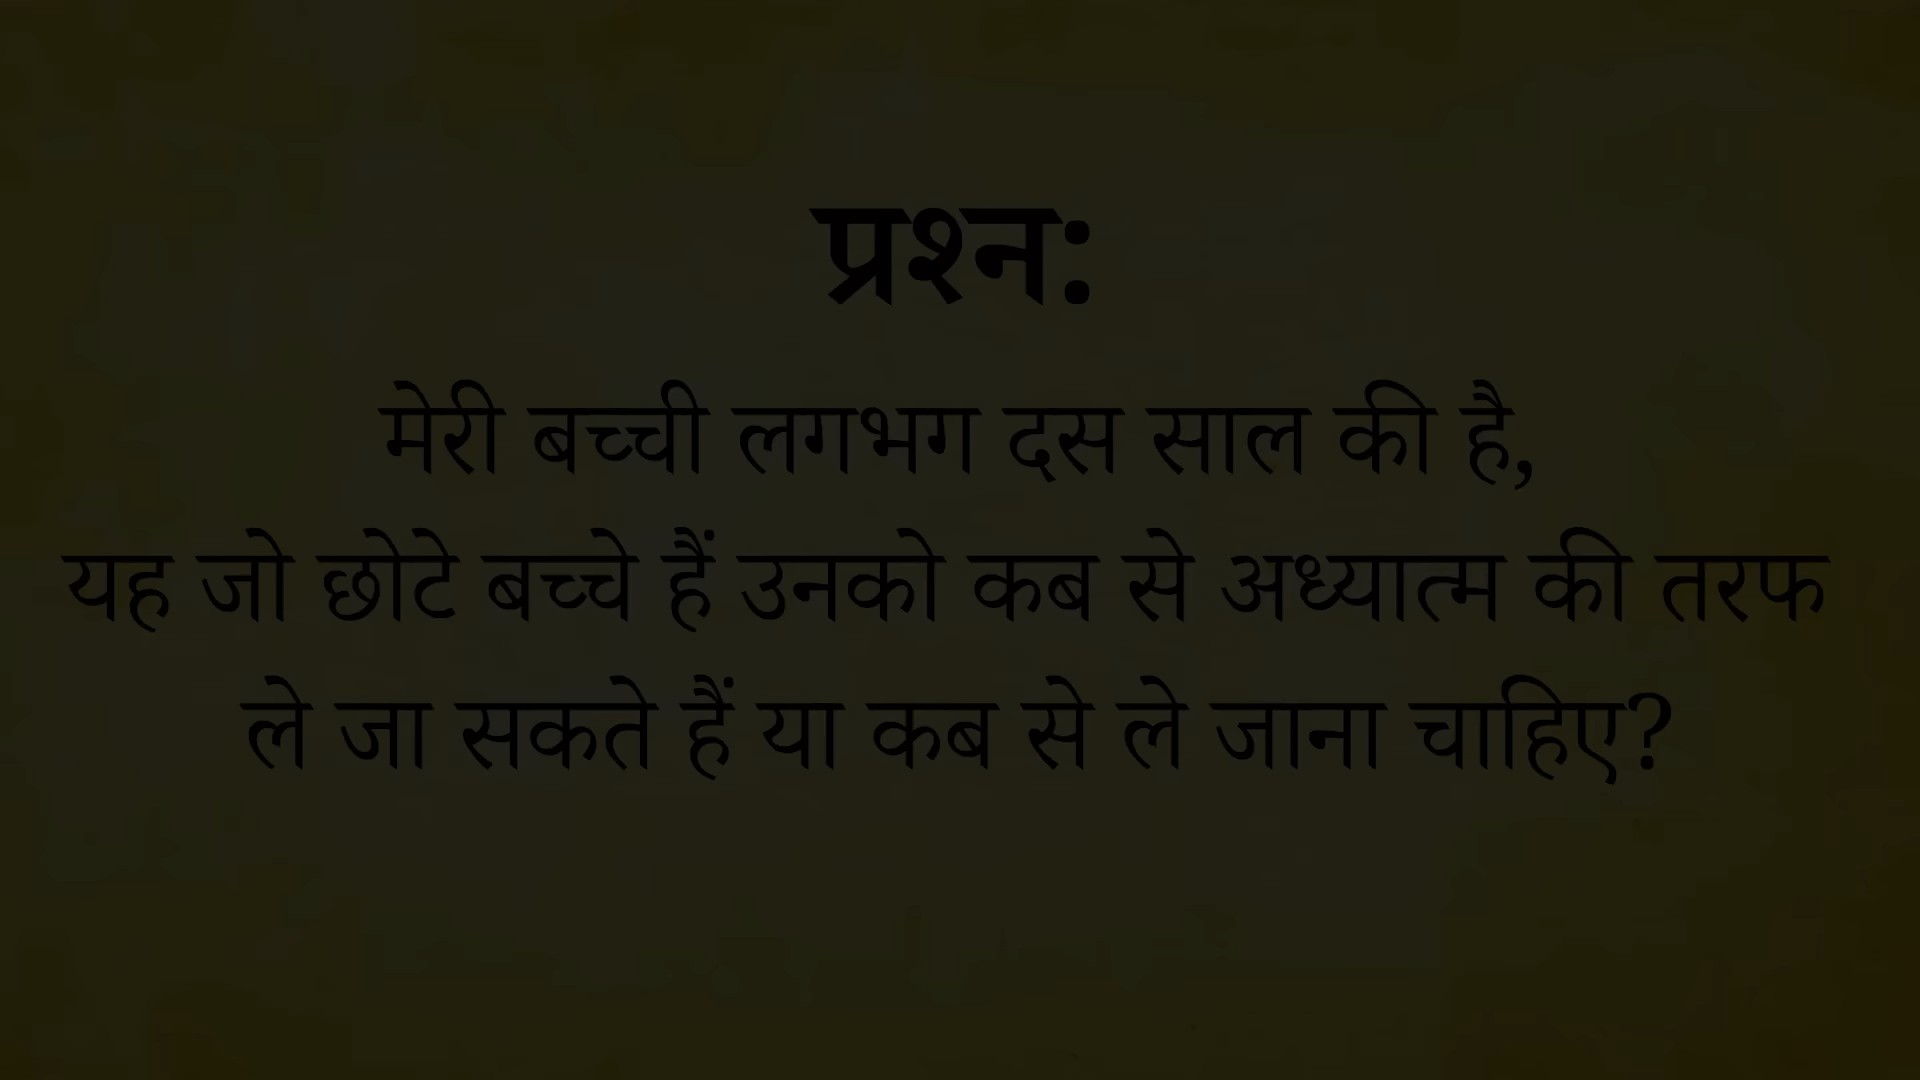 प्रश्न:
मेरी बच्ची लगभग दस साल की है,
यह जो छोटे बच्चे हैं उनको कब से अध्यात्म की तरफ
ले जा सकते हैं या कब से ले जाना चाहिए?